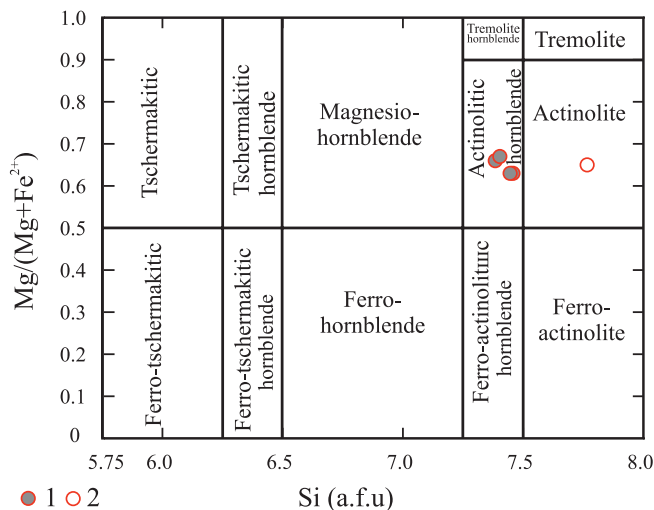 Mg/(Mg+Fe²⁺)
1.0
0.9
0.8
0.7
0.6
0.5
0.4
0.3
0.2
0.1
0
Tschermakitic
Tschermakitic
hornblende
Magnesio-
hornblende
Tremolite
hornblende
Tremolite
Actinolitic
hornblende
Actinolite
Ferro-tschermakitic
Ferro-tschermakitic
hornblende
Ferro-
hornblende
Ferro-actinolituc
hornblende
Ferro-
actinolite
5.75
6.0
6.5
7.0
7.5
8.0
1
2
Si (a.f.u)